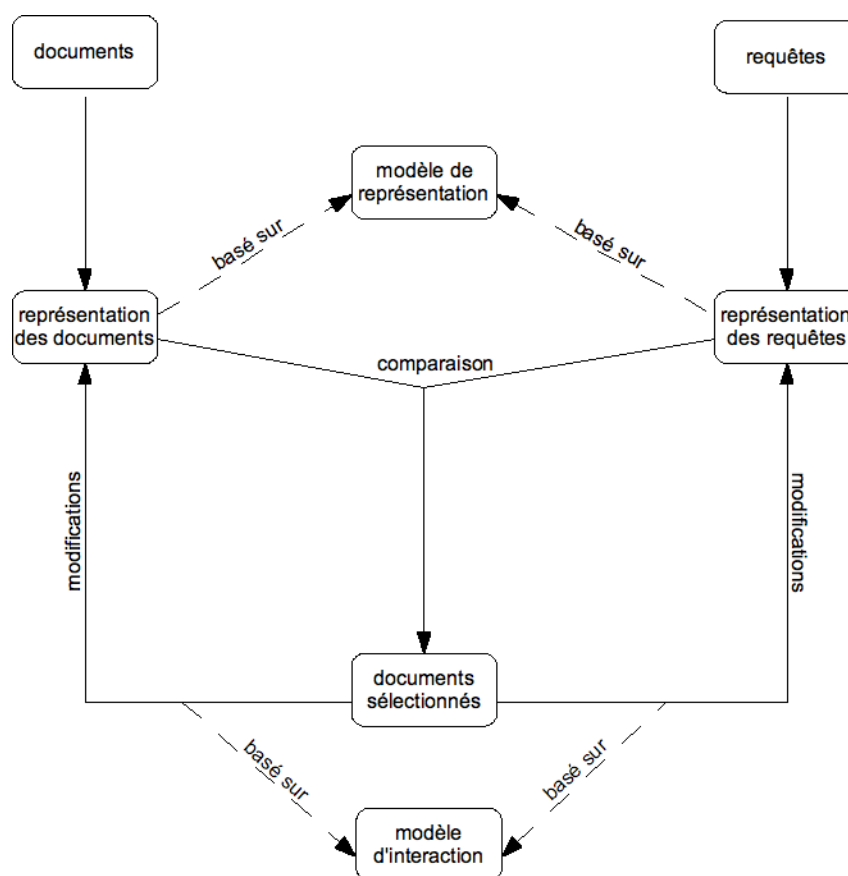 documents
requêtes
modèle de
représentation
basé sur
basé sur
représentation
des documents
représentation
des requêtes
comparaison
modifications
modifications
documents
sélectionnés
basé sur
basé sur
modèle
d'interaction